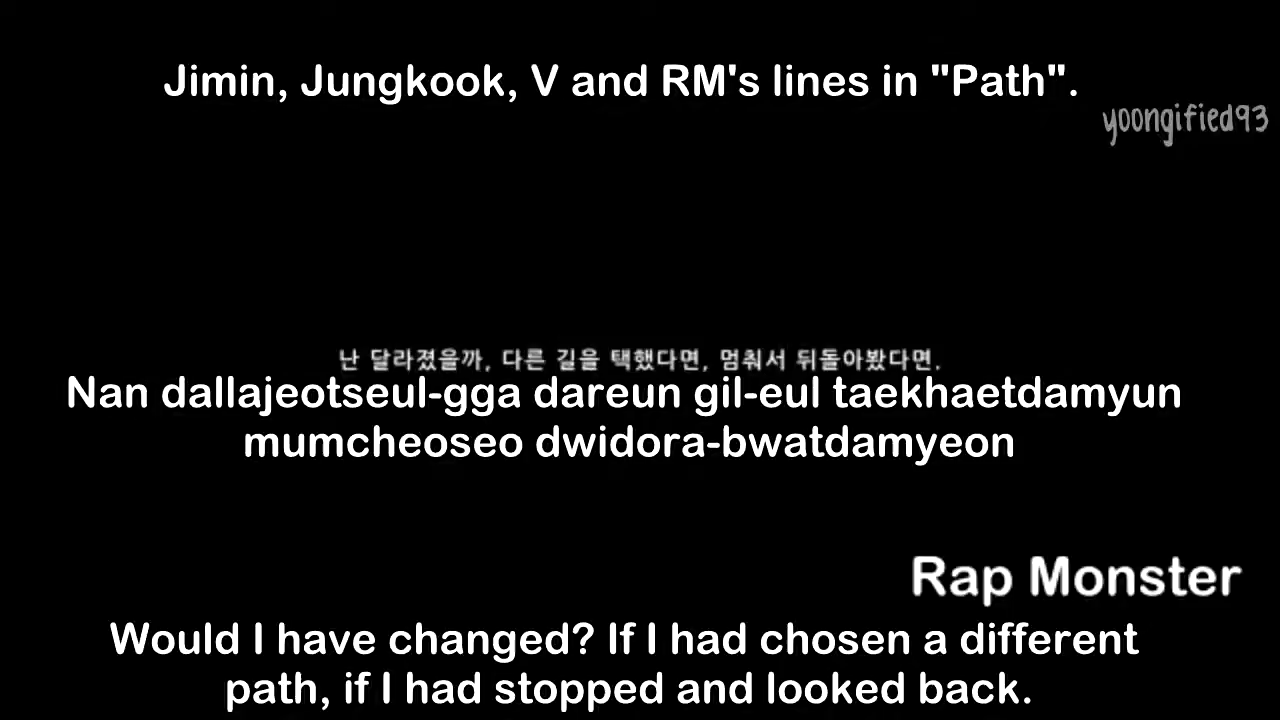 Jimin, Jungkook, V and RM's lines in "Path".
yoongified93
난 달라졌을까, 다른 길을 택했다면, 멈춰서 뒤돌아봤다면.
Nan dallajeotseul-gga dareun gil-eul taekhaetdamyun
mumcheoseo dwidora-bwatdamyeon
Rap Monster
Would I have changed? If I had chosen a different
path, if I had stopped and looked back.